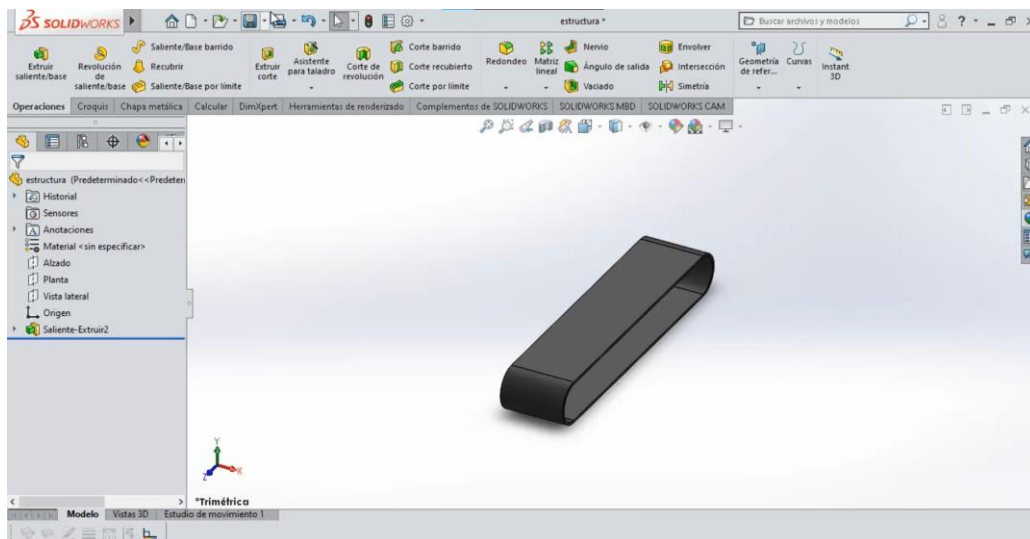 SOLIDWORKS
estructura *
Buscar archivos y modelos
Extruir saliente/base
Revolución de saliente/base
Saliente/Base barrido
Recubrir
Saliente/Base por límite
Extruir corte
Asistente para taladro
Corte de revolución
Corte barrido
Corte recubierto
Corte por límite
Redondeo
Matriz lineal
Nervio
Ángulo de salida
Vaciado
Envolver
Intersección
Simetría
Geometría de refer...
Curvas
Instant 3D
Operaciones Croquis Chapa metálica Calcular DimXpert Herramientas de renderizado Complementos de SOLIDWORKS SOLIDWORKS MBD SOLIDWORKS CAM
estructura (Predeterminado<<Predeterm
Historial
Sensores
Anotaciones
Material <sin especificar>
Alzado
Planta
Vista lateral
Origen
Saliente-Extruir2
Y
X
Z
*Trimétrica
Modelo Vistas 3D Estudio de movimiento 1